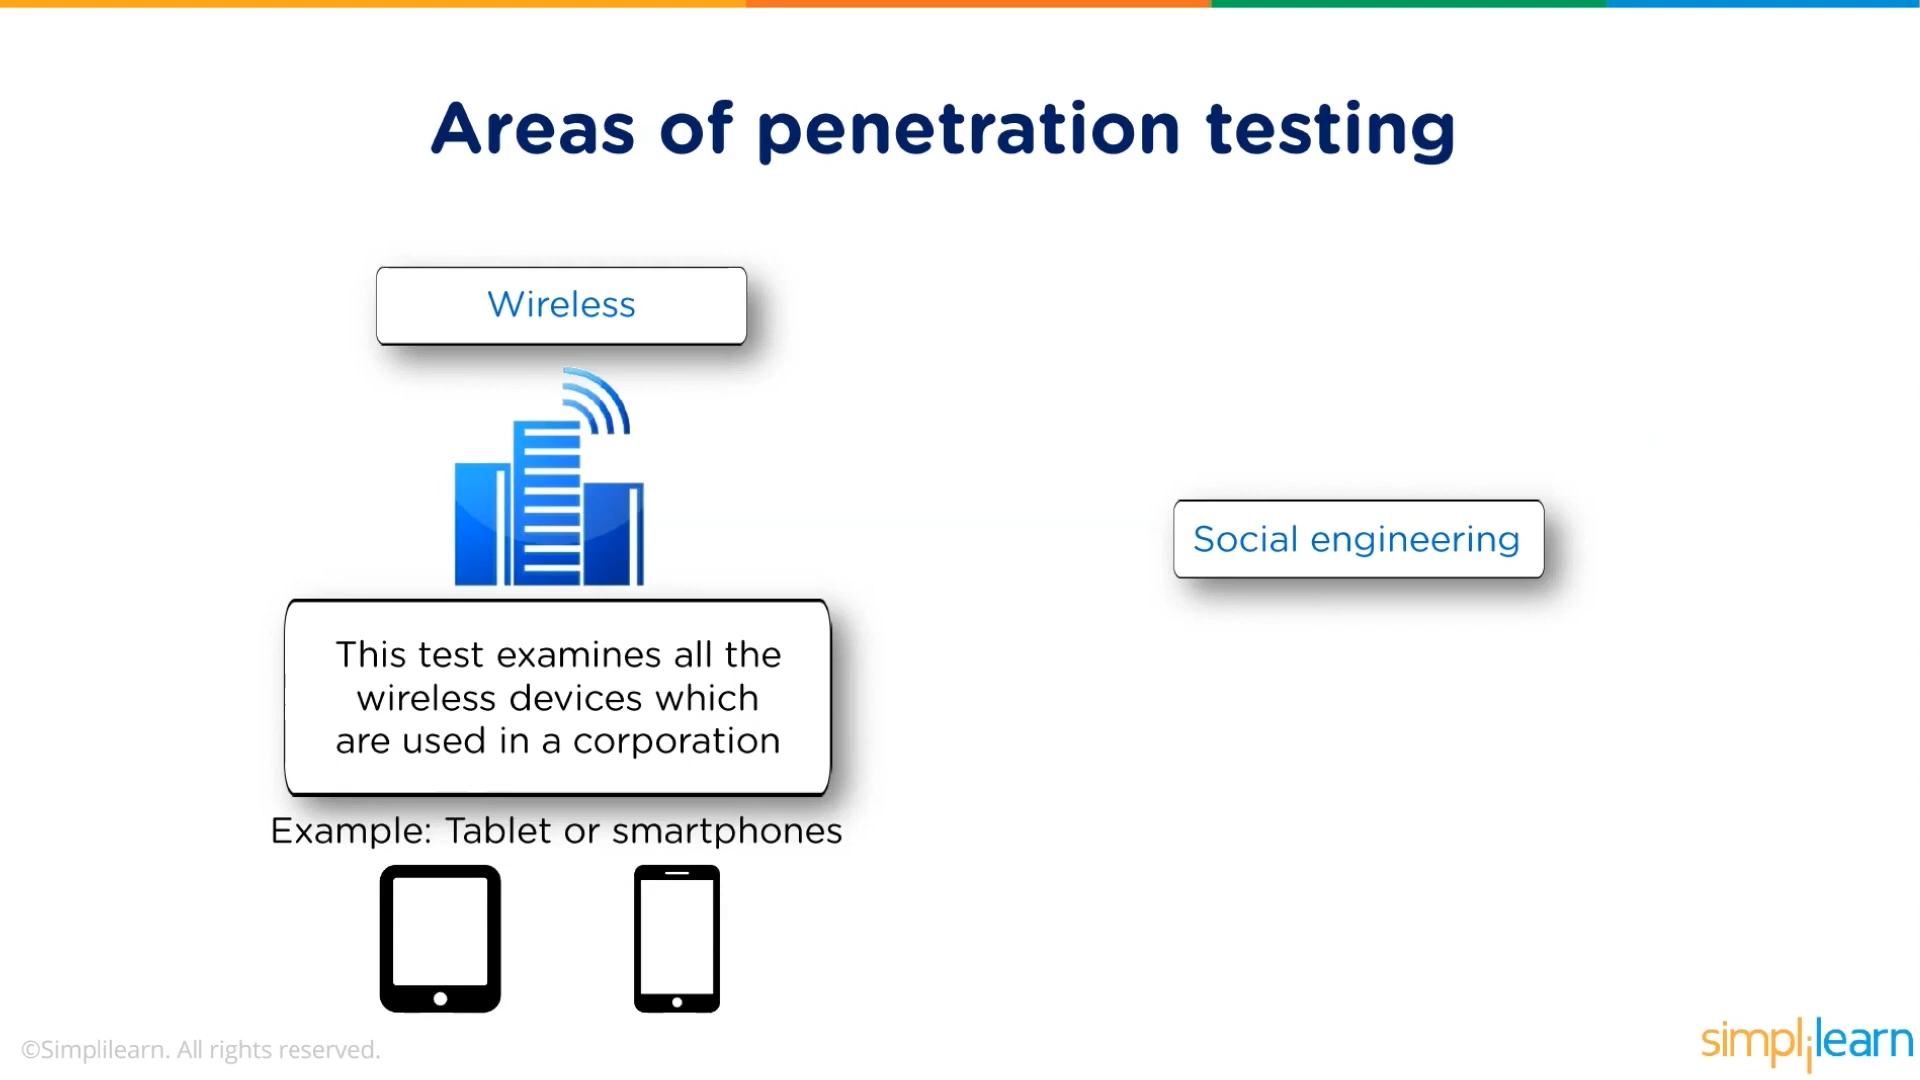 Areas of penetration testing
Wireless
This test examines all the
wireless devices which
are used in a corporation
Example: Tablet or smartphones
Social engineering
©Simplilearn. All rights reserved.
simplilearn